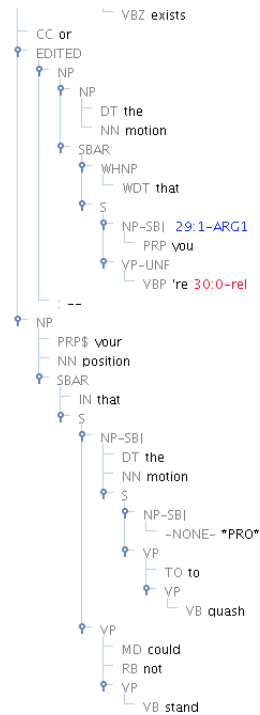 VBZ exists
CC or
EDITED
NP
NP
DT the
NN motion
SBAR
WHNP
WDT that
S
NP-SBJ 29:1-ARG1
PRP you
VP-UNF
VBP 're 30:0-rel
: --
NP
PRP$ your
NN position
SBAR
IN that
S
NP-SBJ
DT the
NN motion
S
NP-SBJ
-NONE- *PRO*
VP
TO to
VP
VB quash
VP
MD could
RB not
VP
VB stand